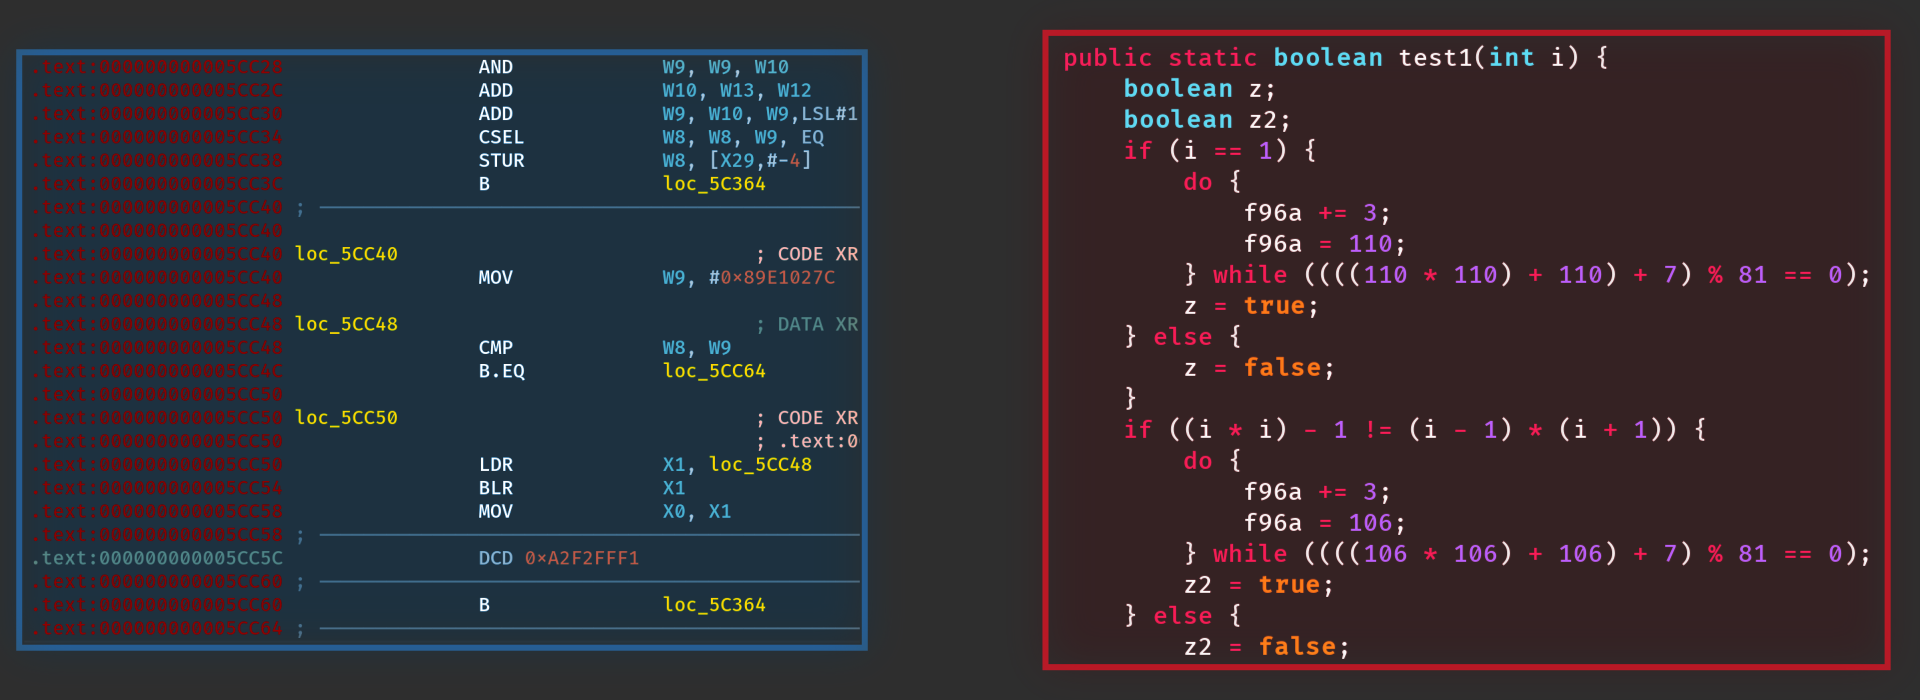 .text:000000000005CC28 AND W9, W9, W10
.text:000000000005CC2C ADD W10, W13, W12
.text:000000000005CC30 ADD W9, W10, W9,LSL#1
.text:000000000005CC34 CSEL W8, W8, W9, EQ
.text:000000000005CC38 STUR W8, [X29,#-4]
.text:000000000005CC3C B loc_5C364
.text:000000000005CC40 ;
.text:000000000005CC40
.text:000000000005CC40 loc_5CC40 ; CODE XR
.text:000000000005CC40 MOV W9, #0×89E1027C
.text:000000000005CC48
.text:000000000005CC48 loc_5CC48 ; DATA XR
.text:000000000005CC48 CMP W8, W9
.text:000000000005CC4C B.EQ loc_5CC64
.text:000000000005CC50
.text:000000000005CC50 loc_5CC50 ; CODE XR
.text:000000000005CC50 ; .text:0
.text:000000000005CC50 LDR X1, loc_5CC48
.text:000000000005CC54 BLR X1
.text:000000000005CC58 MOV X0, X1
.text:000000000005CC58 ;
.text:000000000005CC5C DCD 0×A2F2FFF1
.text:000000000005CC60 ;
.text:000000000005CC60 B loc_5C364
.text:000000000005CC64 ;
public static boolean test1(int i) {
boolean z;
boolean z2;
if (i == 1) {
do {
f96a += 3;
f96a = 110;
} while ((((110 * 110) + 110) + 7) % 81 == 0);
z = true;
} else {
z = false;
}
if ((i * i) - 1 != (i - 1) * (i + 1)) {
do {
f96a += 3;
f96a = 106;
} while ((((106 * 106) + 106) + 7) % 81 == 0);
z2 = true;
} else {
z2 = false;